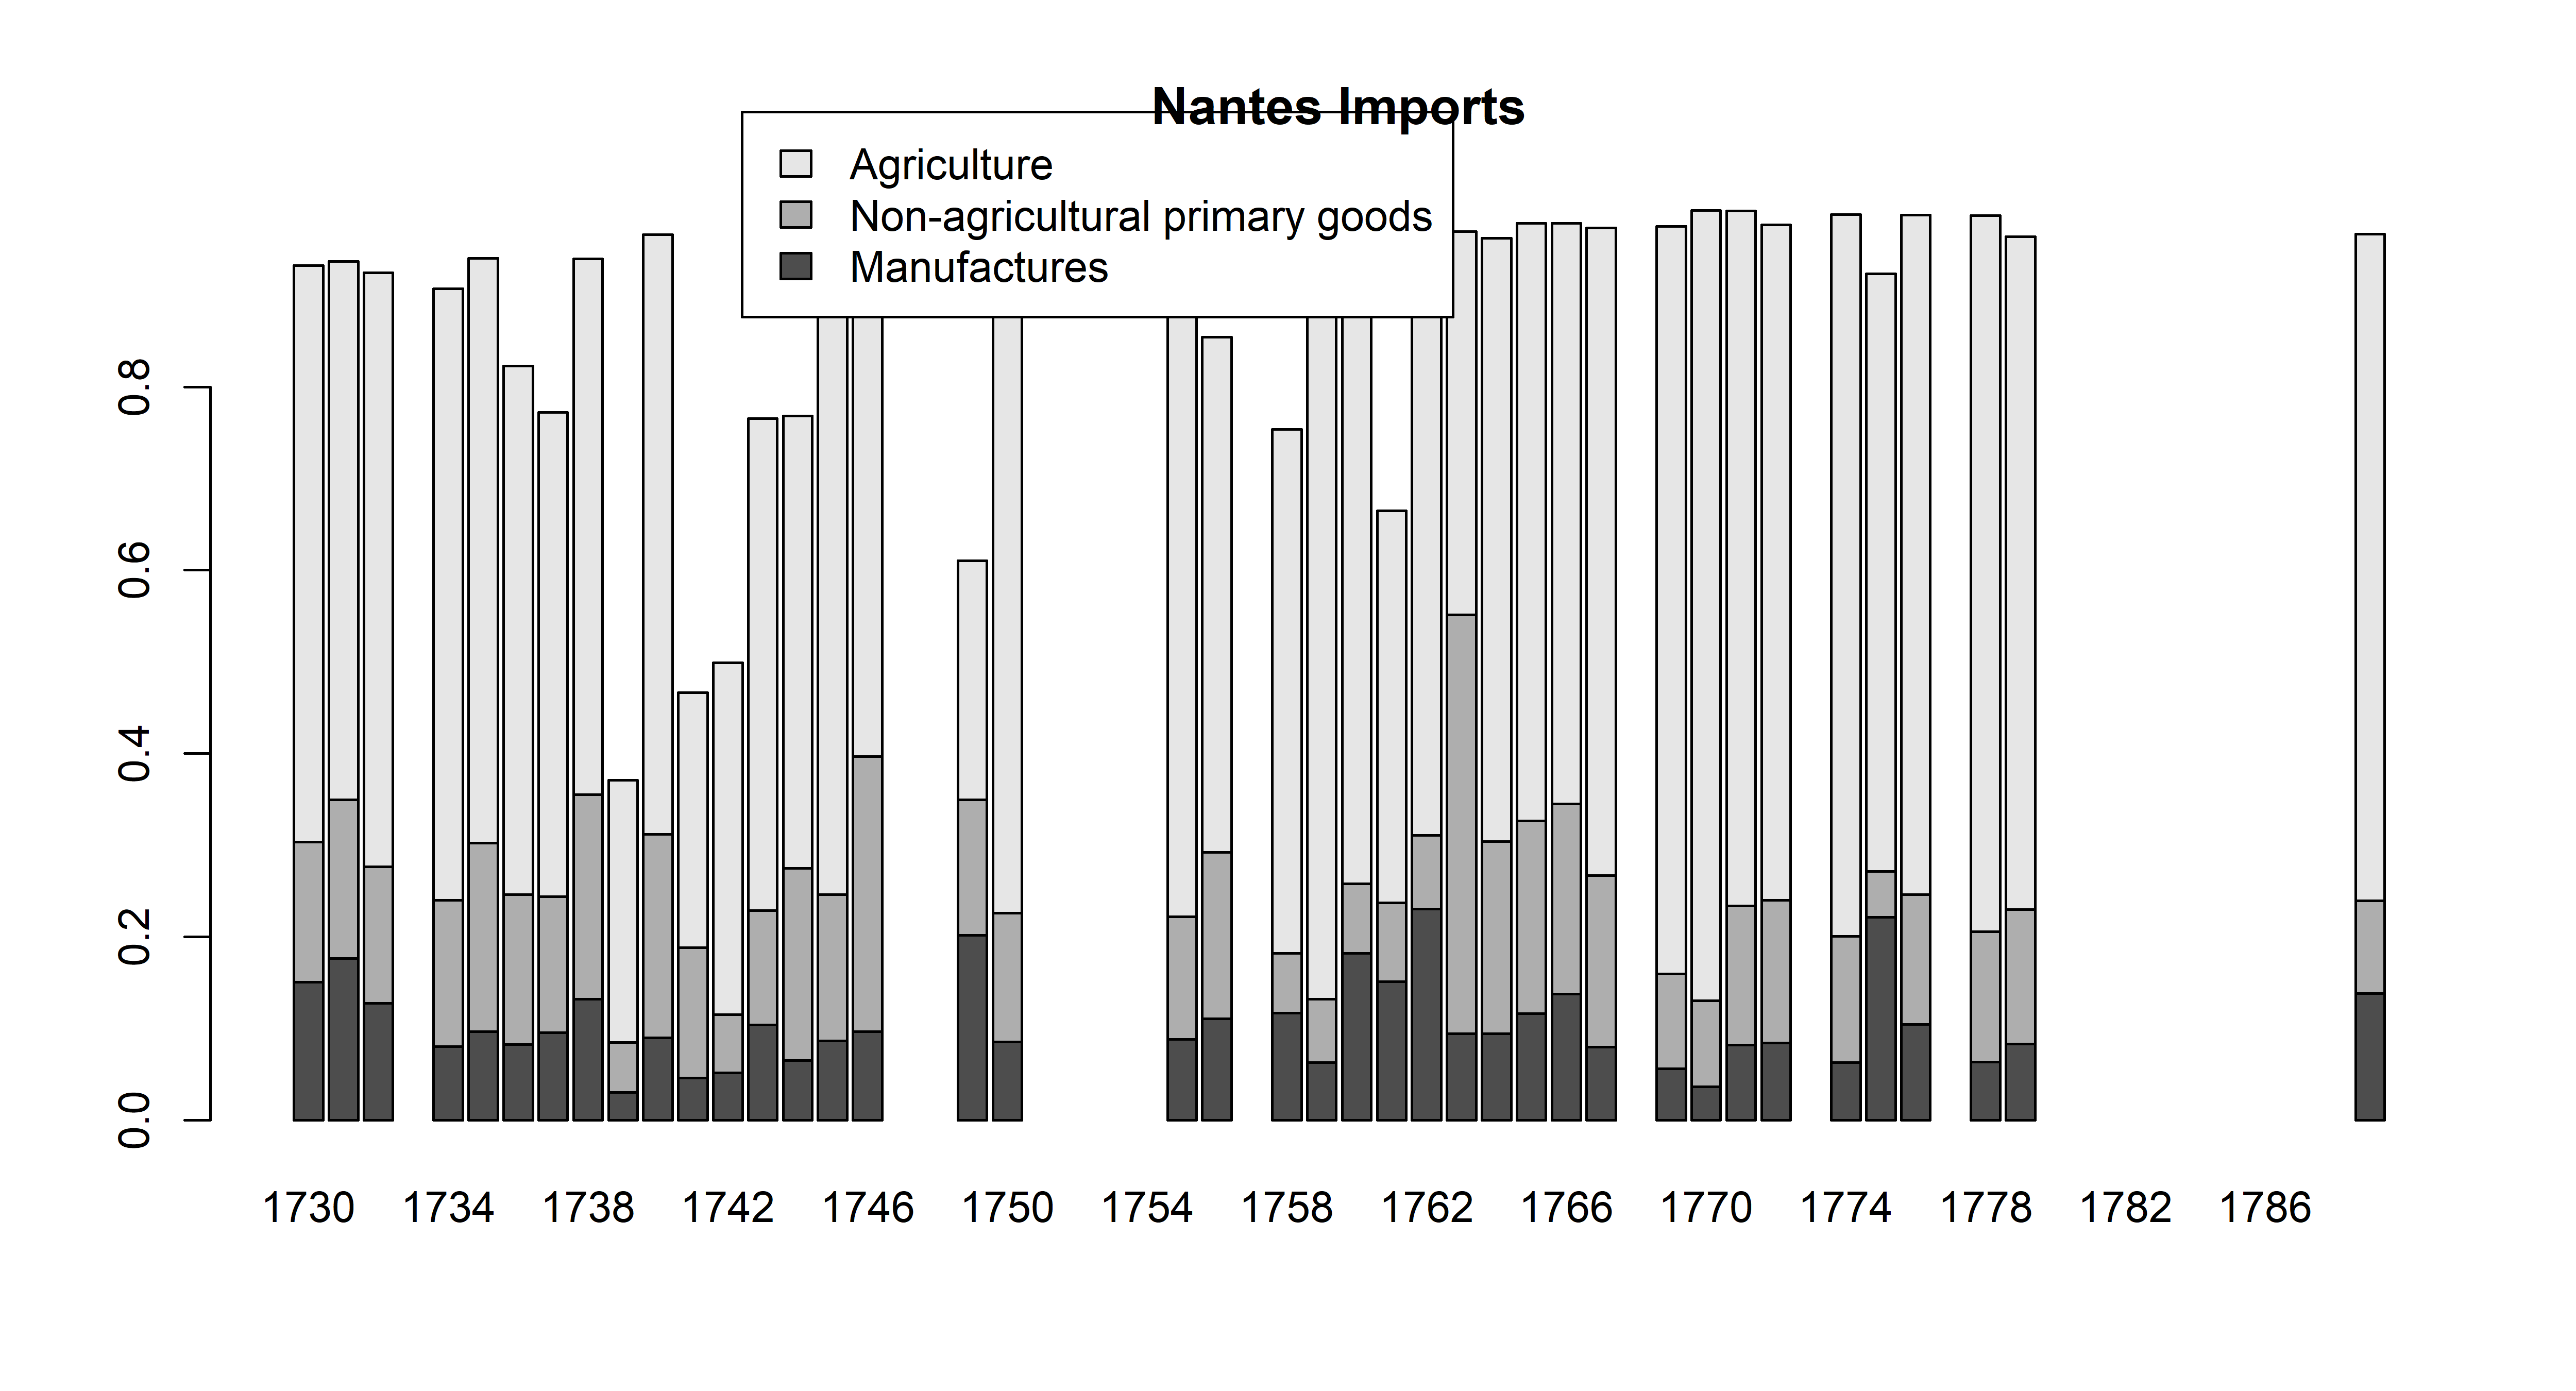 Nantes Imports
Agriculture
Non-agricultural primary goods
Manufactures
0.8
0.6
0.4
0.2
0.0
1730 1734 1738 1742 1746 1750 1754 1758 1762 1766 1770 1774 1778 1782 1786